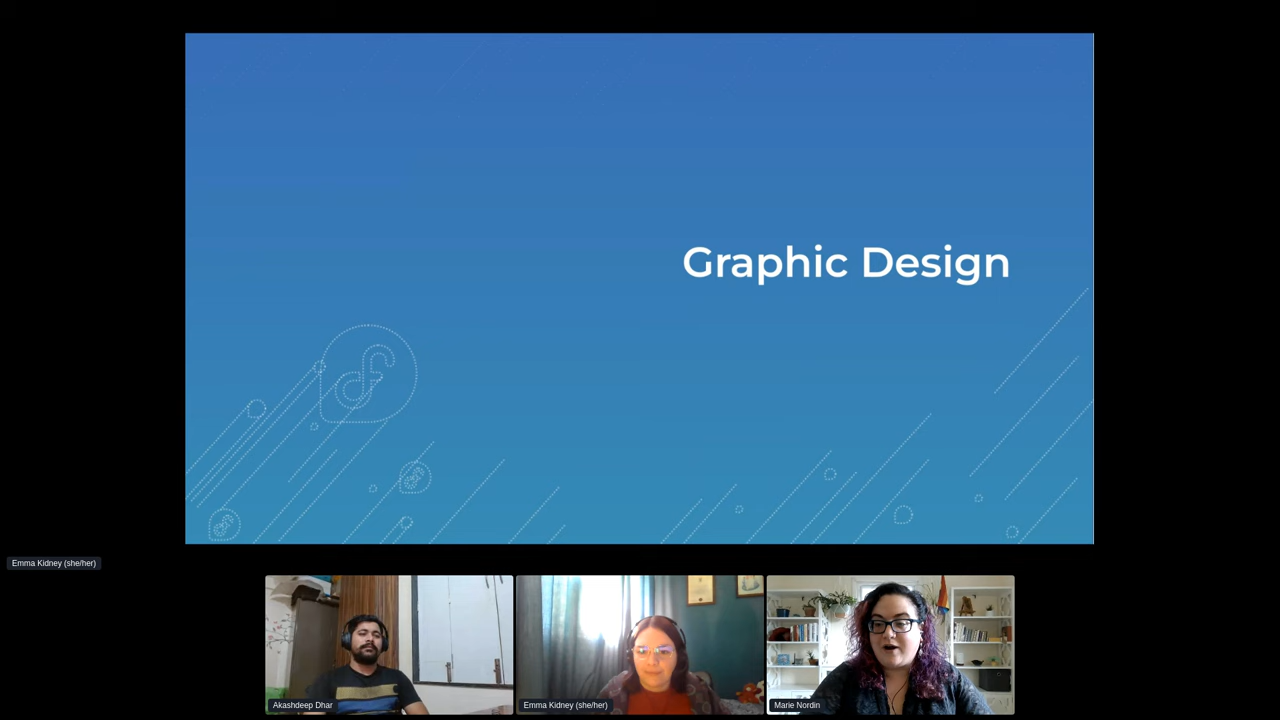 Graphic Design
Emma Kidney (she/her)
Akashdeep Dhar
Emma Kidney (she/her)
Marie Nordin